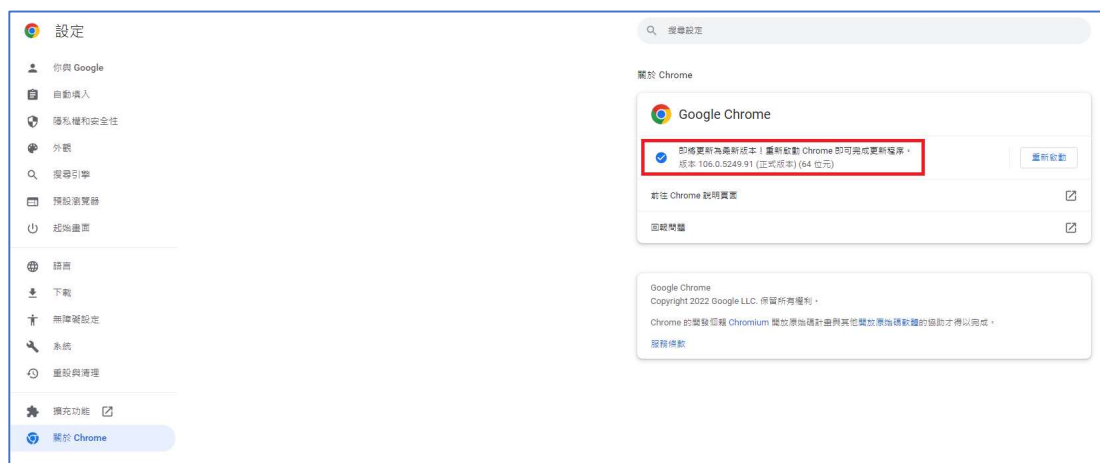 設定
搜尋設定
你與 Google
自動填入
隱私權和安全性
外觀
搜尋引擎
預設瀏覽器
起始畫面
語言
下載
無障礙設定
系統
重設與清理
擴充功能
關於 Chrome
關於 Chrome
Google Chrome
即將更新為最新版本！重新啟動 Chrome 即可完成更新程序。
版本 106.0.5249.91 (正式版本) (64 位元)
重新啟動
前往 Chrome 說明頁面
回報問題
Google Chrome
Copyright 2022 Google LLC. 保留所有權利。
Chrome 的開發仰賴 Chromium 開放原始碼計畫與其他開放原始碼軟體的協助才得以完成。
服務條款